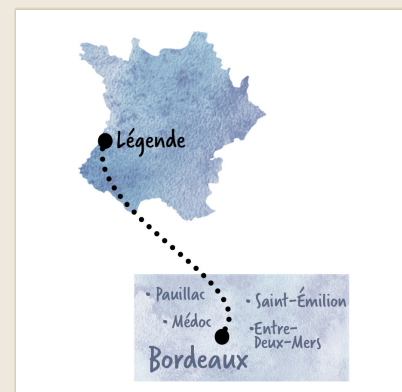 Légende
• Pauillac
• Saint-Émilion
• Médoc
•Entre-
Deux-Mers
Bordeaux